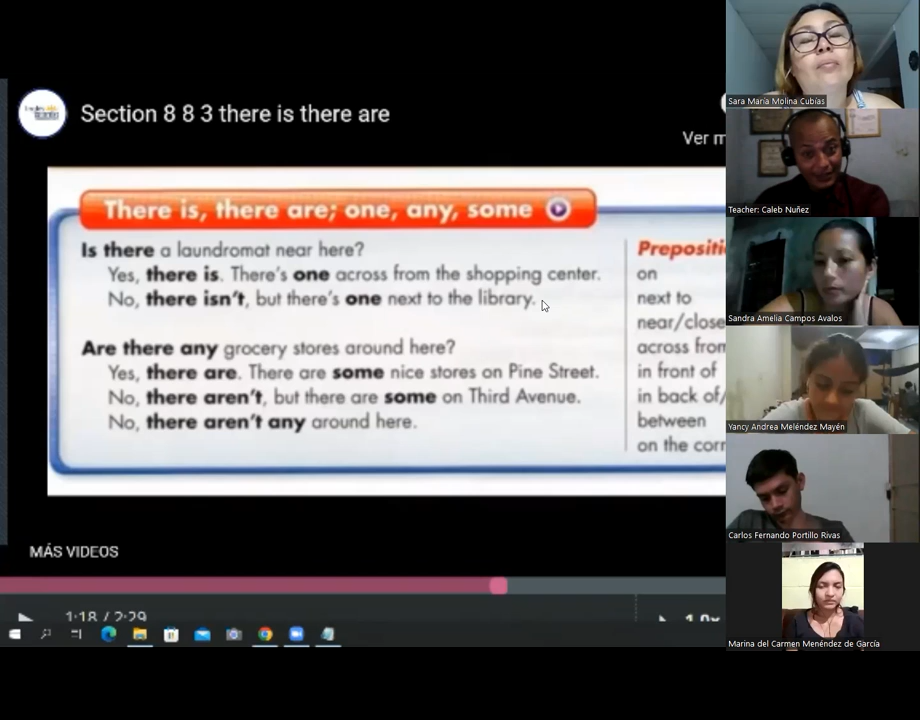 Section 8 8 3 there is there are
Ver m
There is, there are; one, any, some
Is there a laundromat near here?
Yes, there is. There's one across from the shopping center.
No, there isn't, but there's one next to the library.
Are there any grocery stores around here?
Yes, there are. There are some nice stores on Pine Street.
No, there aren't, but there are some on Third Avenue.
No, there aren't any around here.
Prepositi
on
next to
near/close
across from
in front of
in back of/
between
on the corr
MÁS VIDEOS
1:18 / 2:29
1.0x
Sara María Molina Cubías
Teacher: Caleb Nuñez
Sandra Amelia Campos Avalos
Yancy Andrea Meléndez Mayén
Carlos Fernando Portillo Rivas
Marina del Carmen Menéndez de García